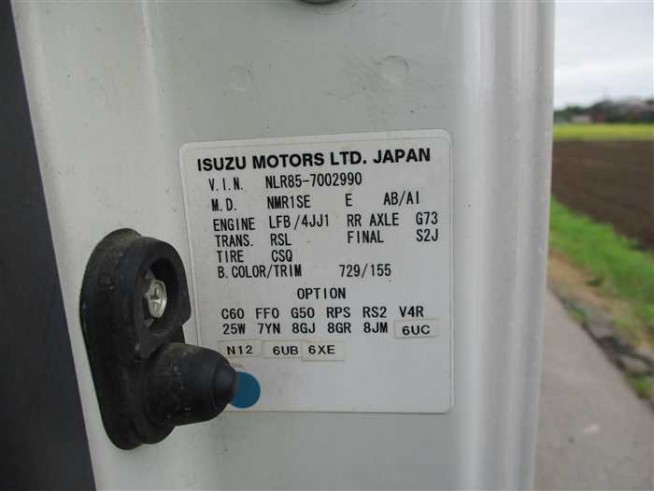 ISUZU MOTORS LTD. JAPAN
V.I.N. NLR85-7002990
M.D. NMR1SE E AB/AI
ENGINE LFB/4JJ1 RR AXLE G73
TRANS. RSL FINAL S2J
TIRE CSQ
B.COLOR/TRIM 729/155
OPTION
C60 FF0 G50 RPS RS2 V4R
25W 7YN 8GJ 8GR 8JM 6UC
N12 6UB 6XE